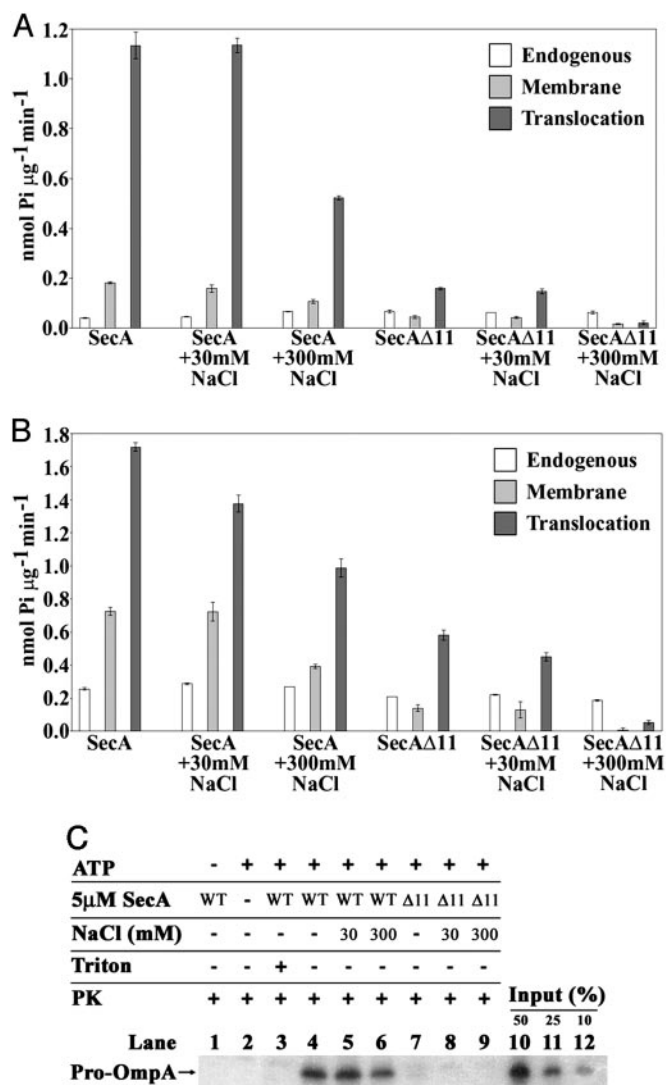 A
1.2
1.0
0.8
0.6
0.4
0.2
0.0
nmol Pi μg⁻¹ min⁻¹
Endogenous
Membrane
Translocation
SecA
SecA
+30mM
NaCl
SecA
+300mM
NaCl
SecAΔ11
SecAΔ11
+30mM
NaCl
SecAΔ11
+300mM
NaCl
B
1.8
1.6
1.4
1.2
1.0
0.8
0.6
0.4
0.2
0.0
nmol Pi μg⁻¹ min⁻¹
Endogenous
Membrane
Translocation
SecA
SecA
+30mM
NaCl
SecA
+300mM
NaCl
SecAΔ11
SecAΔ11
+30mM
NaCl
SecAΔ11
+300mM
NaCl
C
ATP - + + + + + + + +
5μM SecA WT - WT WT WT WT Δ11 Δ11 Δ11
NaCl (mM) - - - - 30 300 - 30 300
Triton - - + - - - - - -
PK + + + + + + + + + Input (%)
50 25 10
Lane 1 2 3 4 5 6 7 8 9 10 11 12
Pro-OmpA→